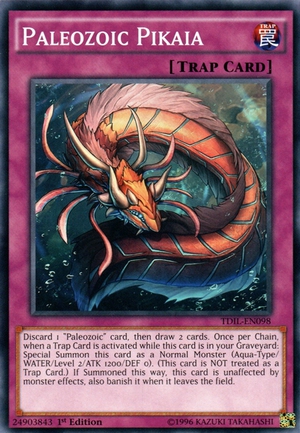 PALEOZOIC PIKAIA
TRAP
罠
[TRAP CARD]
TDIL-EN098
Discard 1 "Paleozoic" card, then draw 2 cards. Once per Chain,
when a Trap Card is activated while this card is in your Graveyard:
Special Summon this card as a Normal Monster (Aqua-Type/
WATER/Level 2/ATK 1200/DEF 0). (This card is NOT treated as a
Trap Card.) If Summoned this way, this card is unaffected by
monster effects, also banish it when it leaves the field.
24903843 1st Edition ©1996 KAZUKI TAKAHASHI